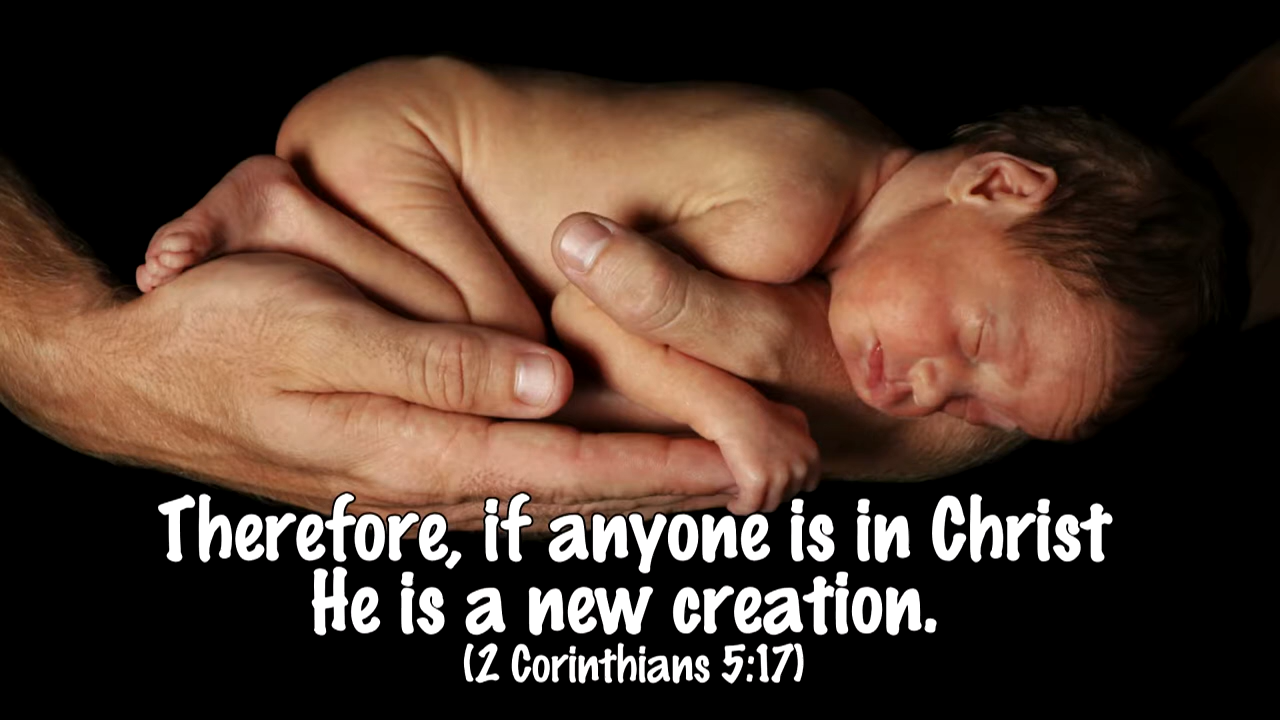 Therefore, if anyone is in Christ
He is a new creation.
(2 Corinthians 5:17)